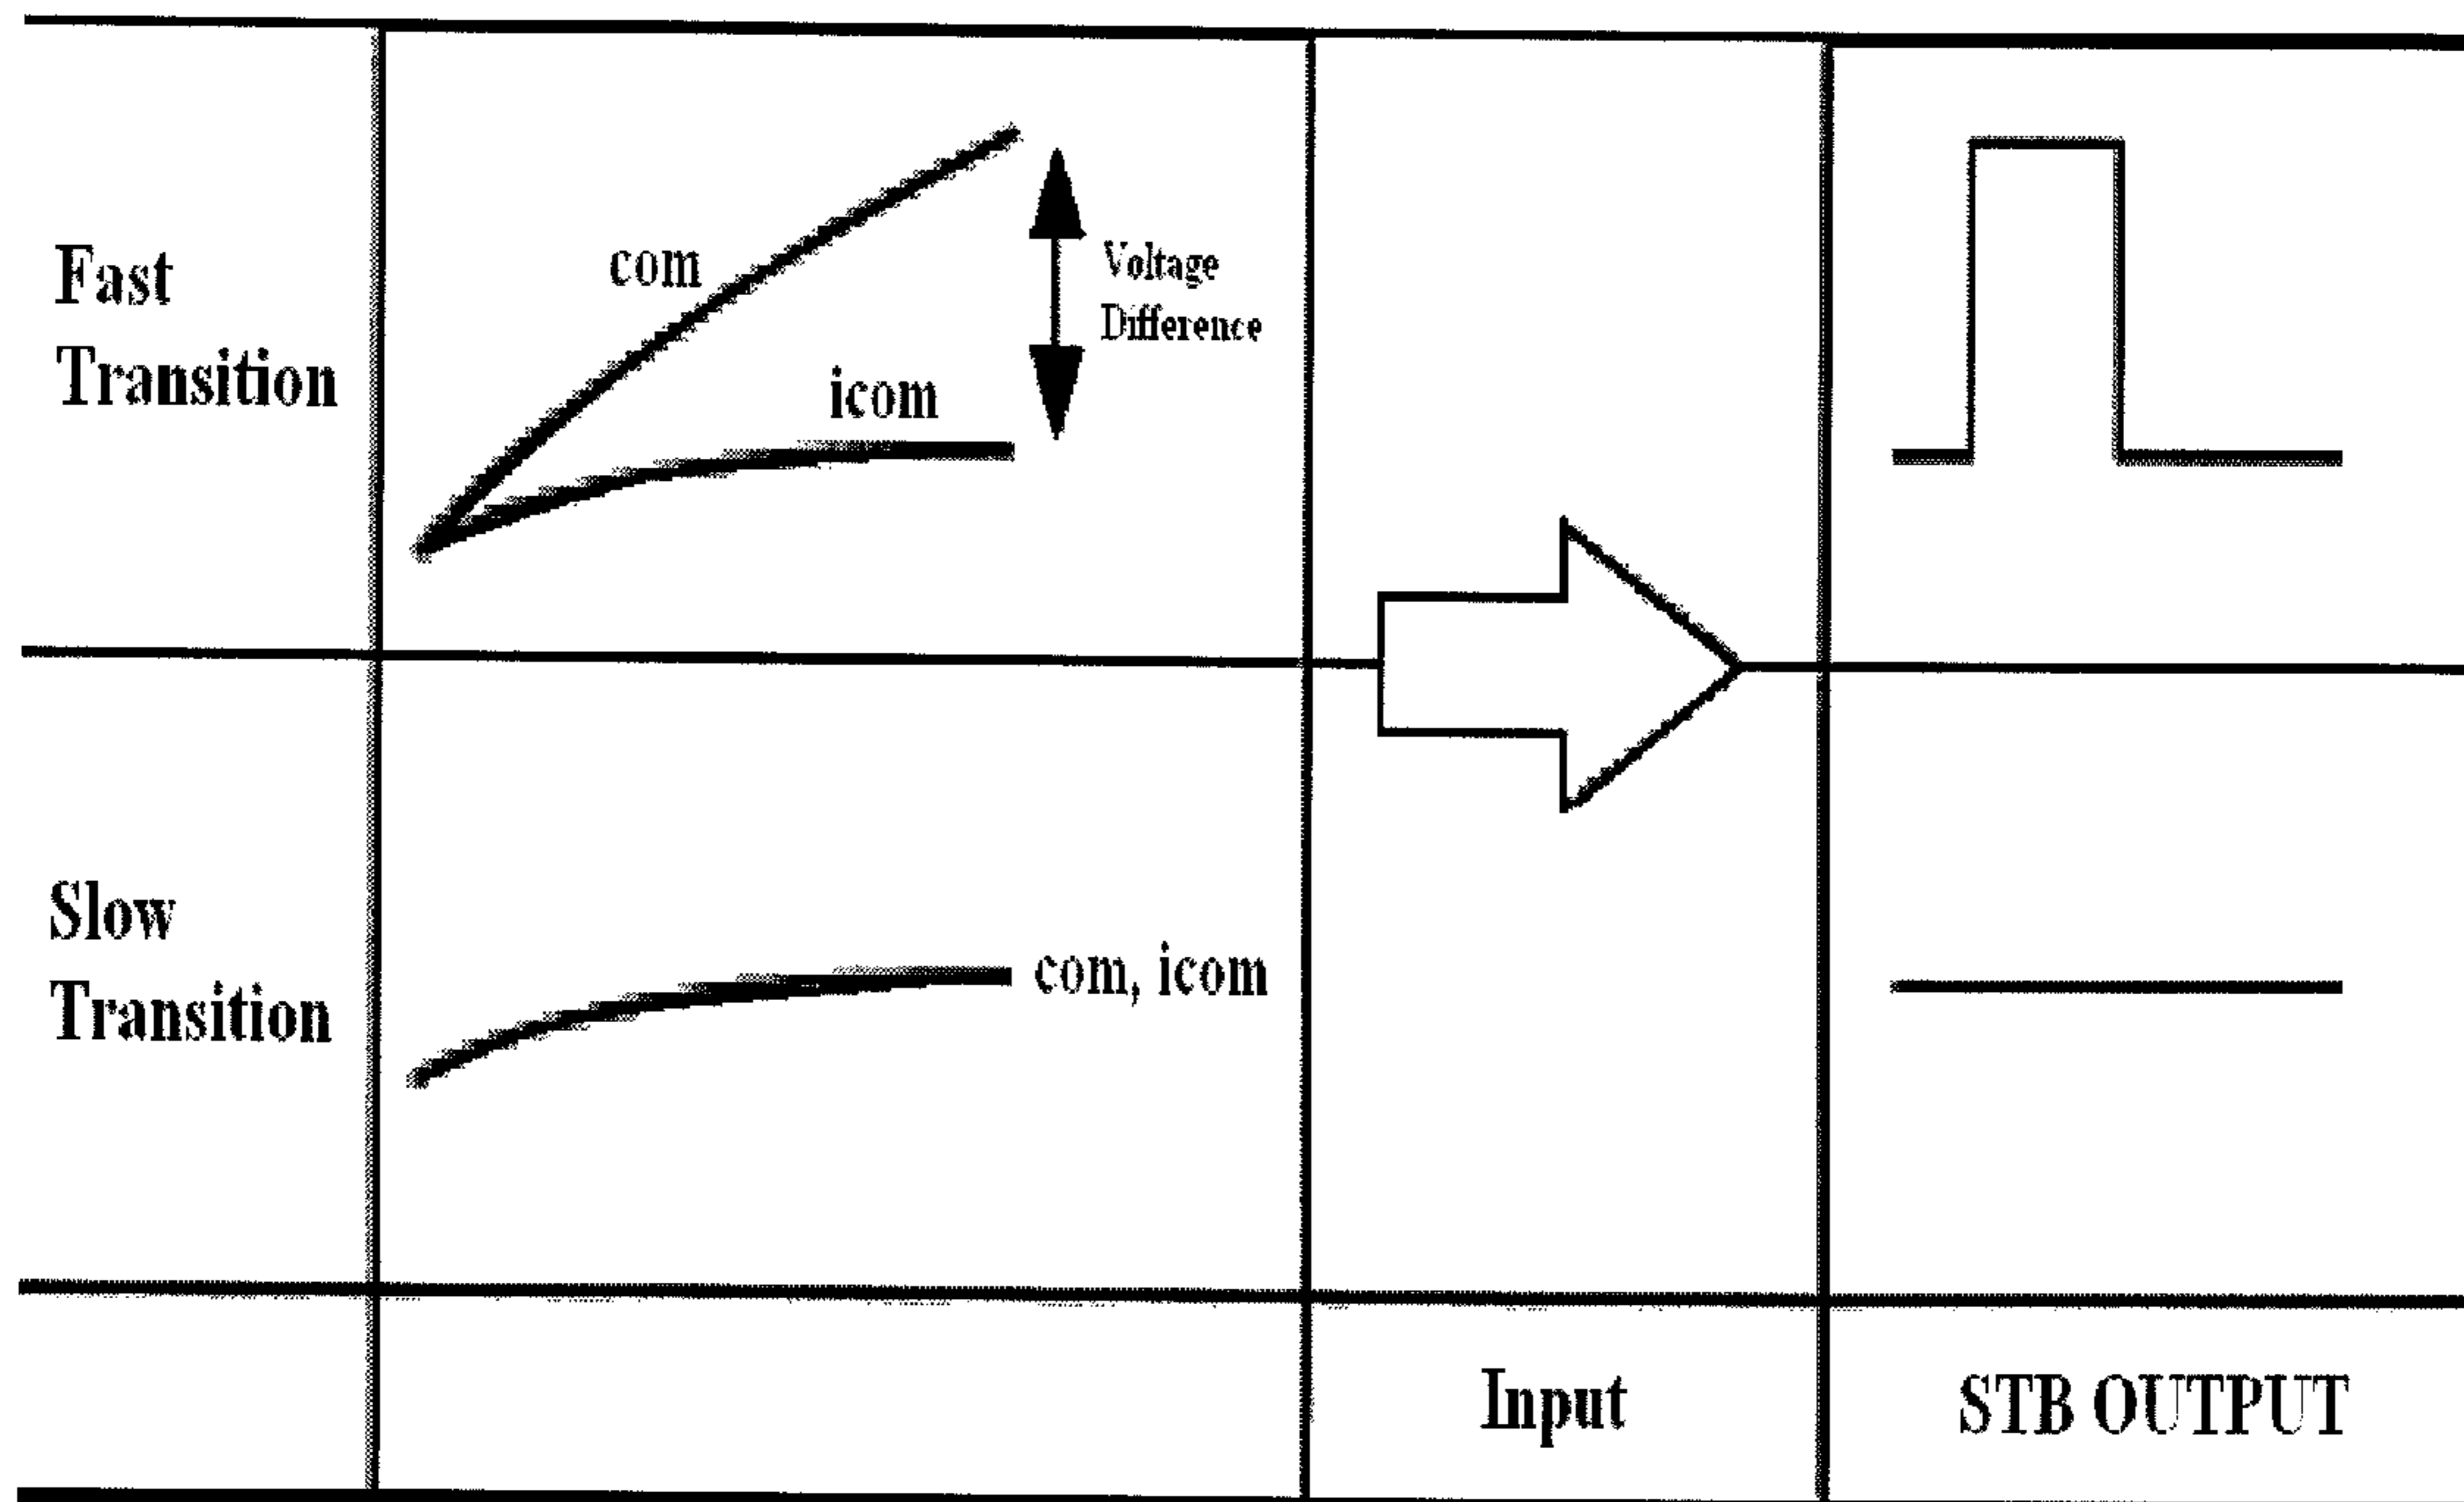 Fast
Transition
com
icom
Voltage
Difference
Slow
Transition
com, icom
Input
STB OUTPUT